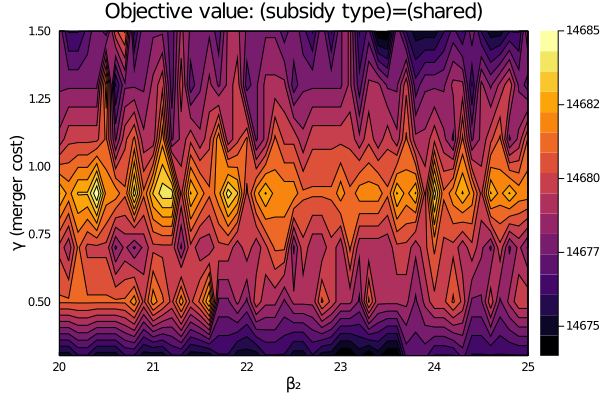 Objective value: (subsidy type)=(shared)
γ (merger cost)
1.50
1.25
1.00
0.75
0.50
20 21 22 23 24 25
β₂
14685
14682
14680
14677
14675